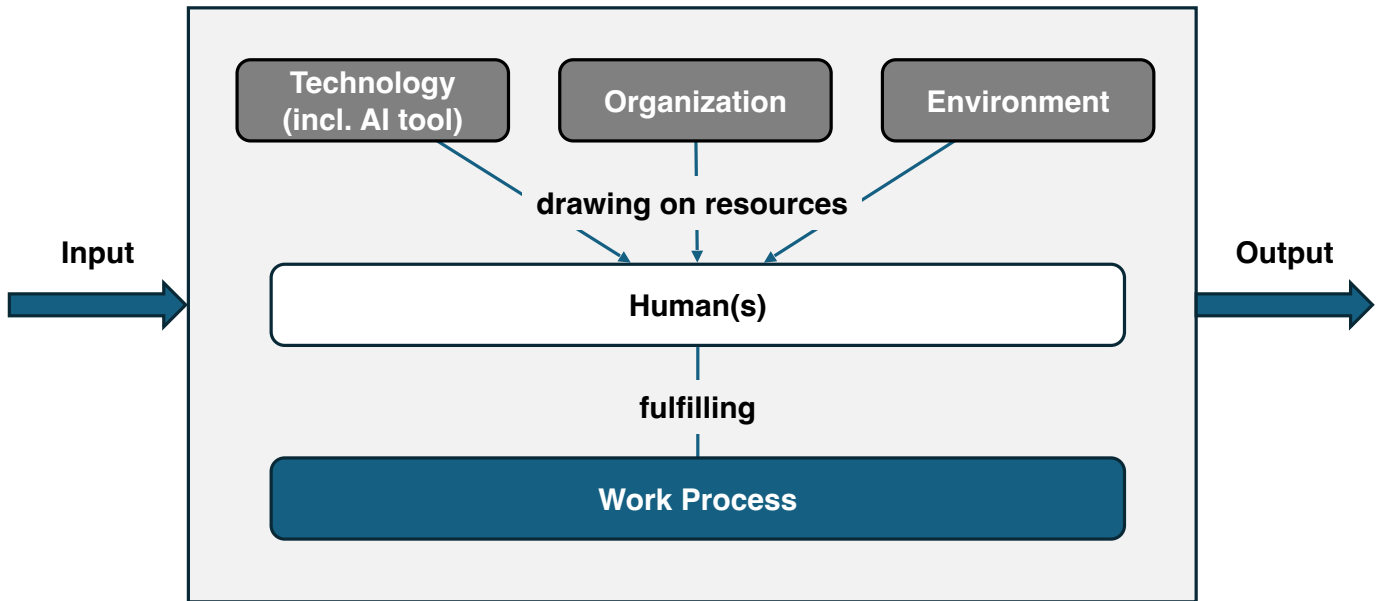 Technology
(incl. AI tool)
Organization
Environment
drawing on resources
Input
Output
Human(s)
fulfilling
Work Process